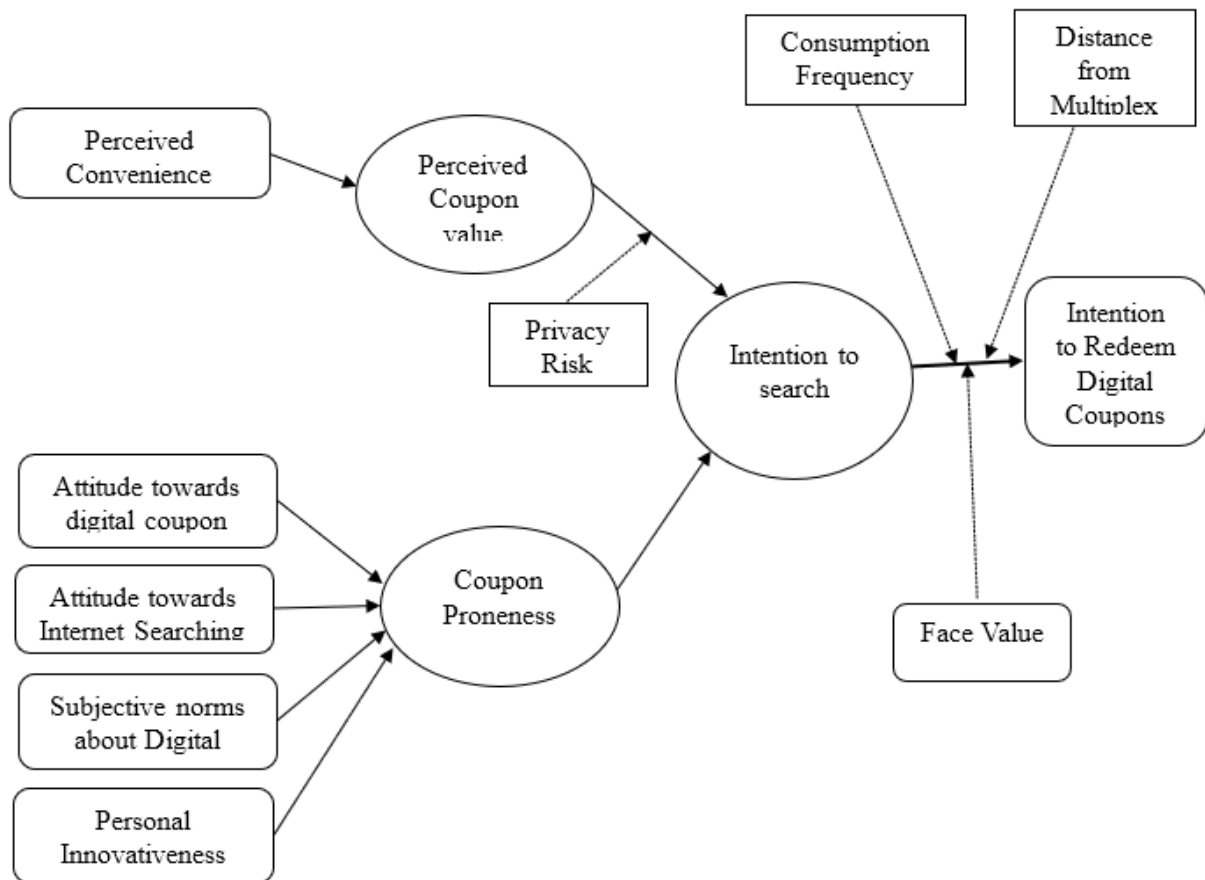 Consumption
Frequency
Distance
from
Multiplex
Perceived
Convenience
Perceived
Coupon
value
Privacy
Risk
Intention to
search
Intention
to Redeem
Digital
Coupons
Attitude towards
digital coupon
Attitude towards
Internet Searching
Subjective norms
about Digital
Personal
Innovativeness
Coupon
Proneness
Face Value